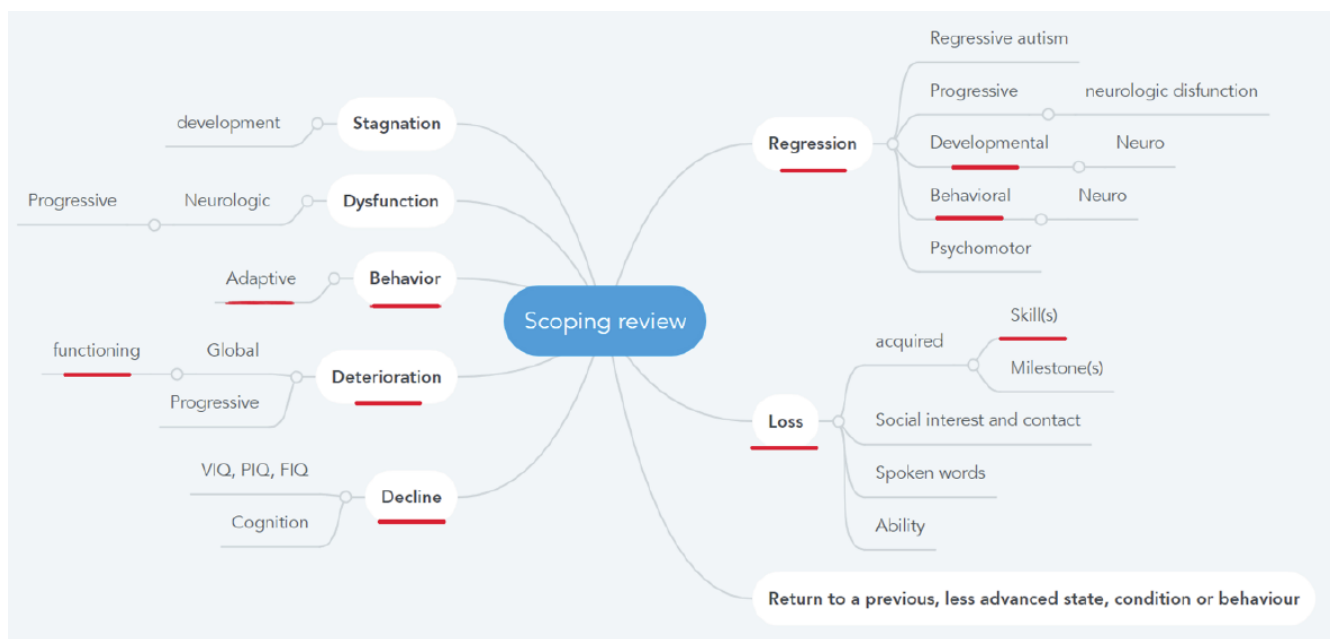 Regressive autism
Progressive
neurologic disfunction
Regression
Developmental
Neuro
Behavioral
Neuro
Psychomotor
development
Stagnation
Progressive
Neurologic
Dysfunction
Adaptive
Behavior
Scoping review
functioning
Global
Deterioration
Progressive
VIQ, PIQ, FIQ
Decline
Cognition
Skill(s)
acquired
Milestone(s)
Loss
Social interest and contact
Spoken words
Ability
Return to a previous, less advanced state, condition or behaviour